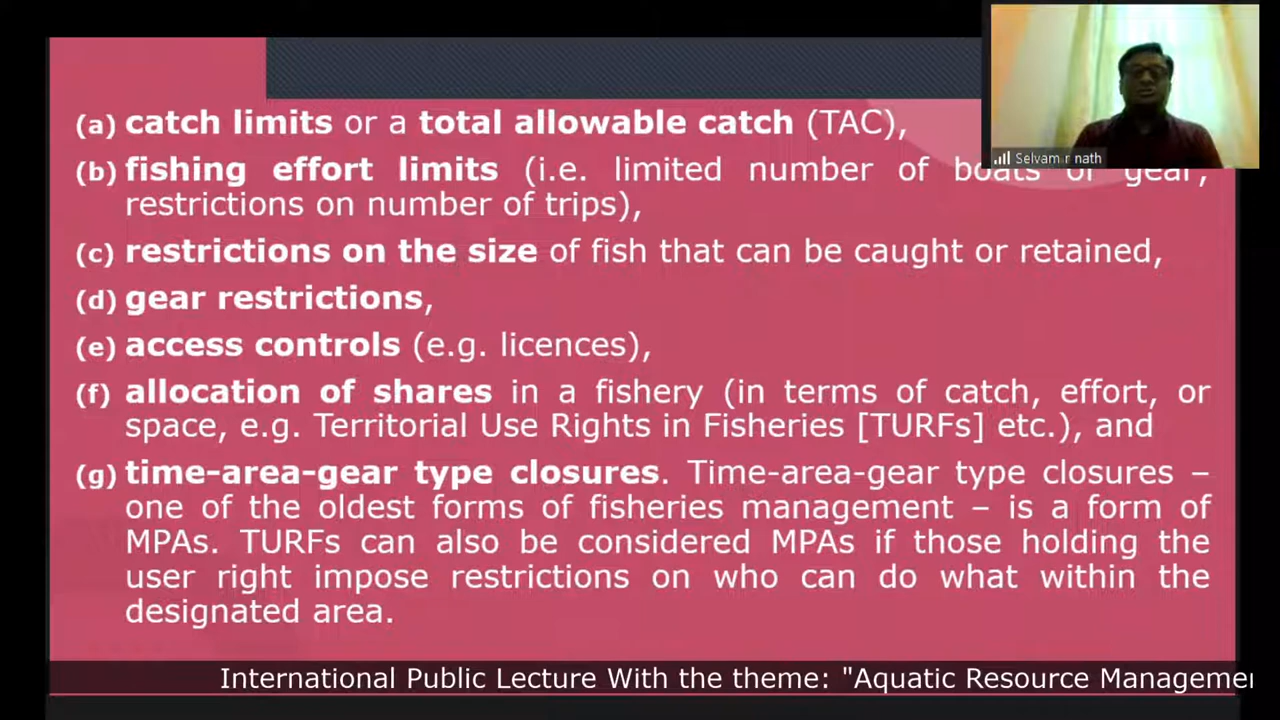 (a) catch limits or a total allowable catch (TAC),
(b) fishing effort limits (i.e. limited number of boats or gear,
restrictions on number of trips),
(c) restrictions on the size of fish that can be caught or retained,
(d) gear restrictions,
(e) access controls (e.g. licences),
(f) allocation of shares in a fishery (in terms of catch, effort, or
space, e.g. Territorial Use Rights in Fisheries [TURFs] etc.), and
(g) time-area-gear type closures. Time-area-gear type closures –
one of the oldest forms of fisheries management – is a form of
MPAs. TURFs can also be considered MPAs if those holding the
user right impose restrictions on who can do what within the
designated area.
Selvam r nath
International Public Lecture With the theme: "Aquatic Resource Managemer